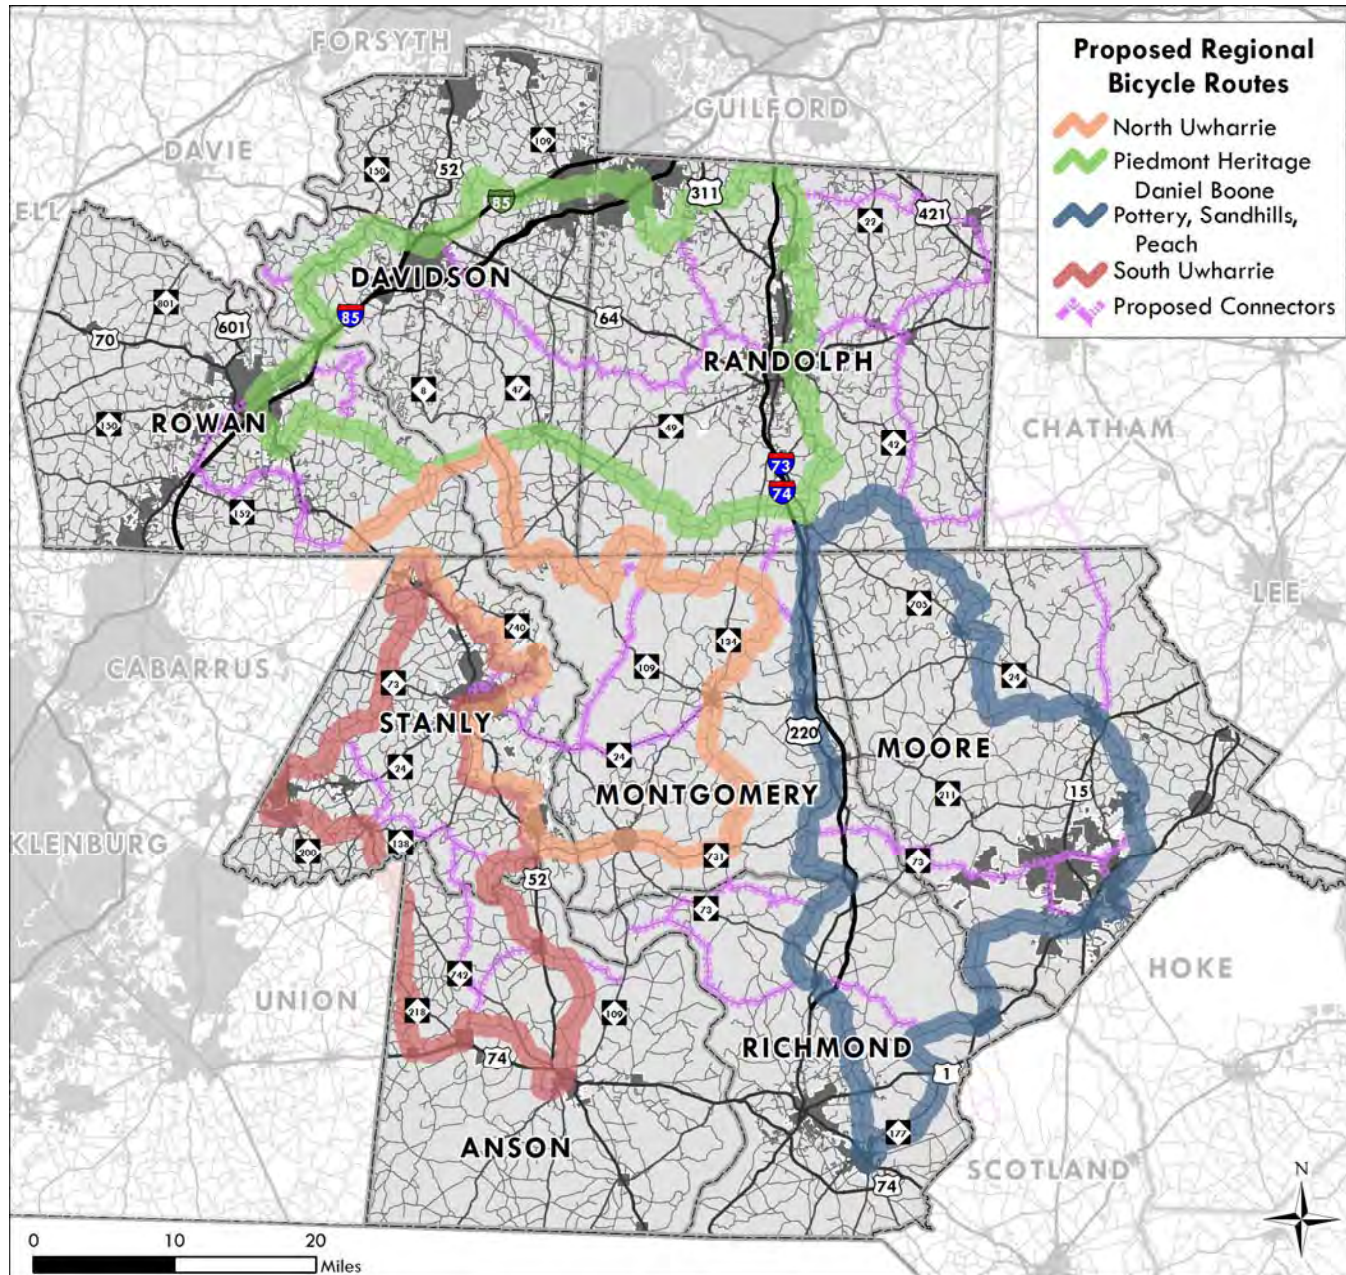 FORSYTH
GUILFORD
DAVIE
ELL
Proposed Regional
Bicycle Routes
North Uwharrie
Piedmont Heritage
Daniel Boone
Pottery, Sandhills,
Peach
South Uwharrie
Proposed Connectors
109
150
52
85
311
22
421
DAVIDSON
801
85
601
70
64
RANDOLPH
8
47
ROWAN
150
49
42
CHATHAM
73
74
152
LEE
705
740
134
CABARRUS
109
24
73
STANLY
220
MOORE
24
24
MONTGOMERY
211
15
KLENBURG
200
138
731
73
52
73
HOKE
742
UNION
218
109
74
RICHMOND
1
177
ANSON
SCOTLAND
74
N
0
10
20
Miles